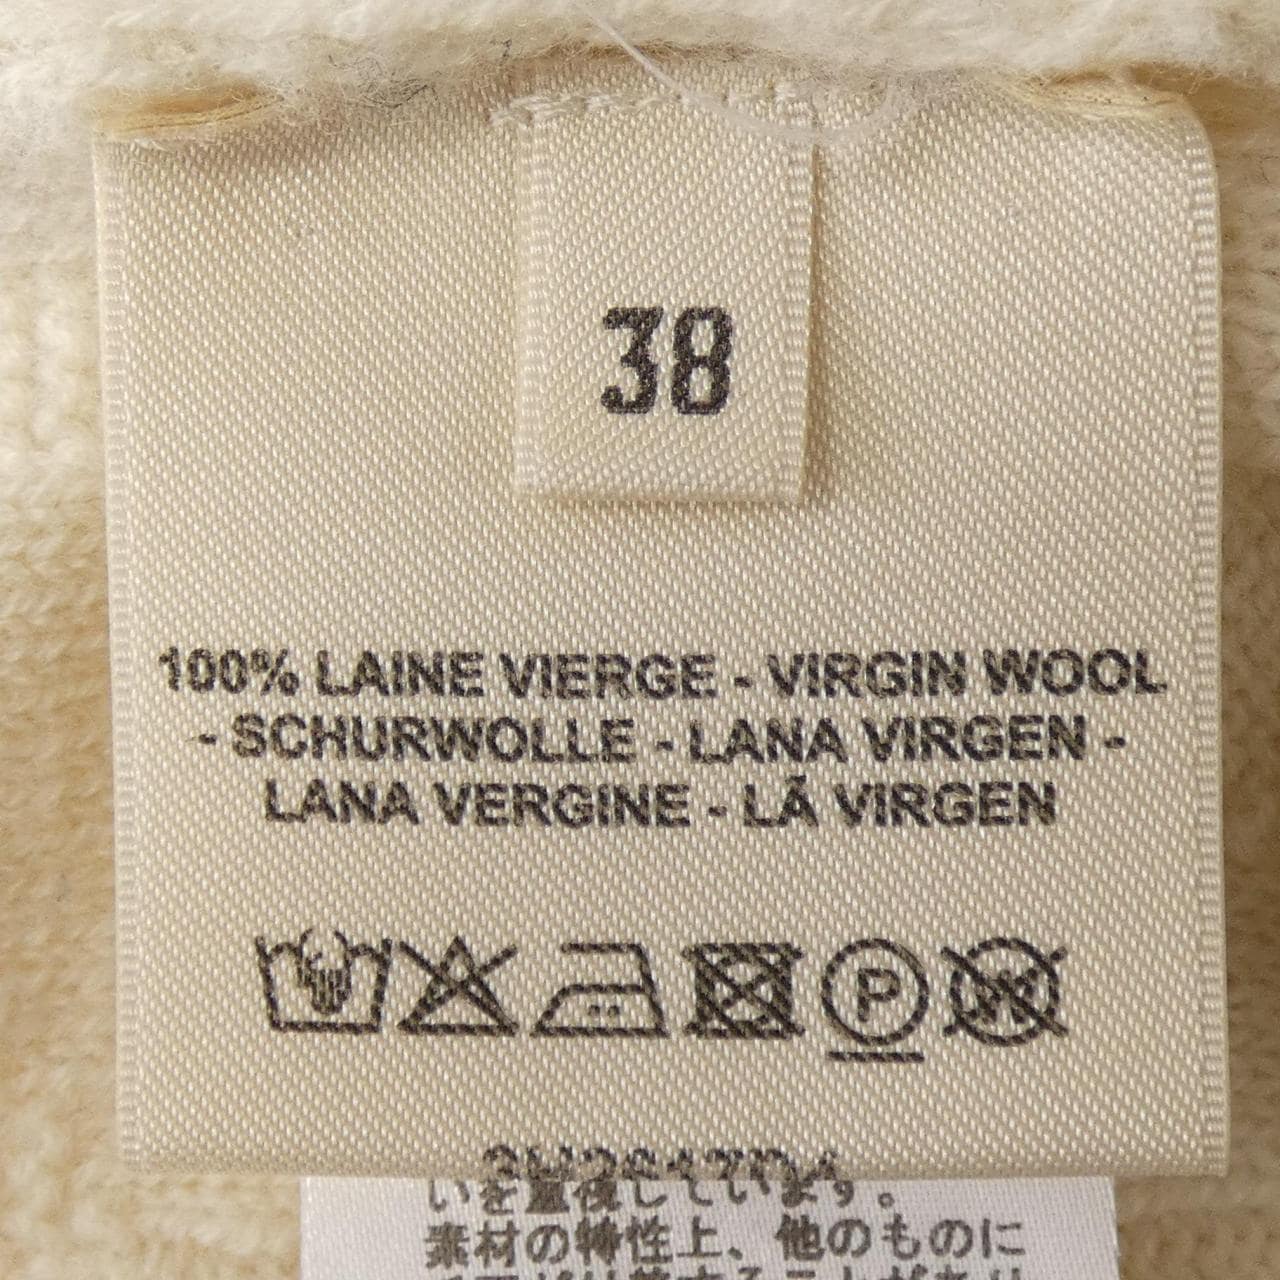 38
100% LAINE VIERGE - VIRGIN WOOL
- SCHURWOLLE - LANA VIRGEN -
LANA VERGINE - LÃ VIRGEN
P
W
いを重視しています。
素材の特性上、他のものに